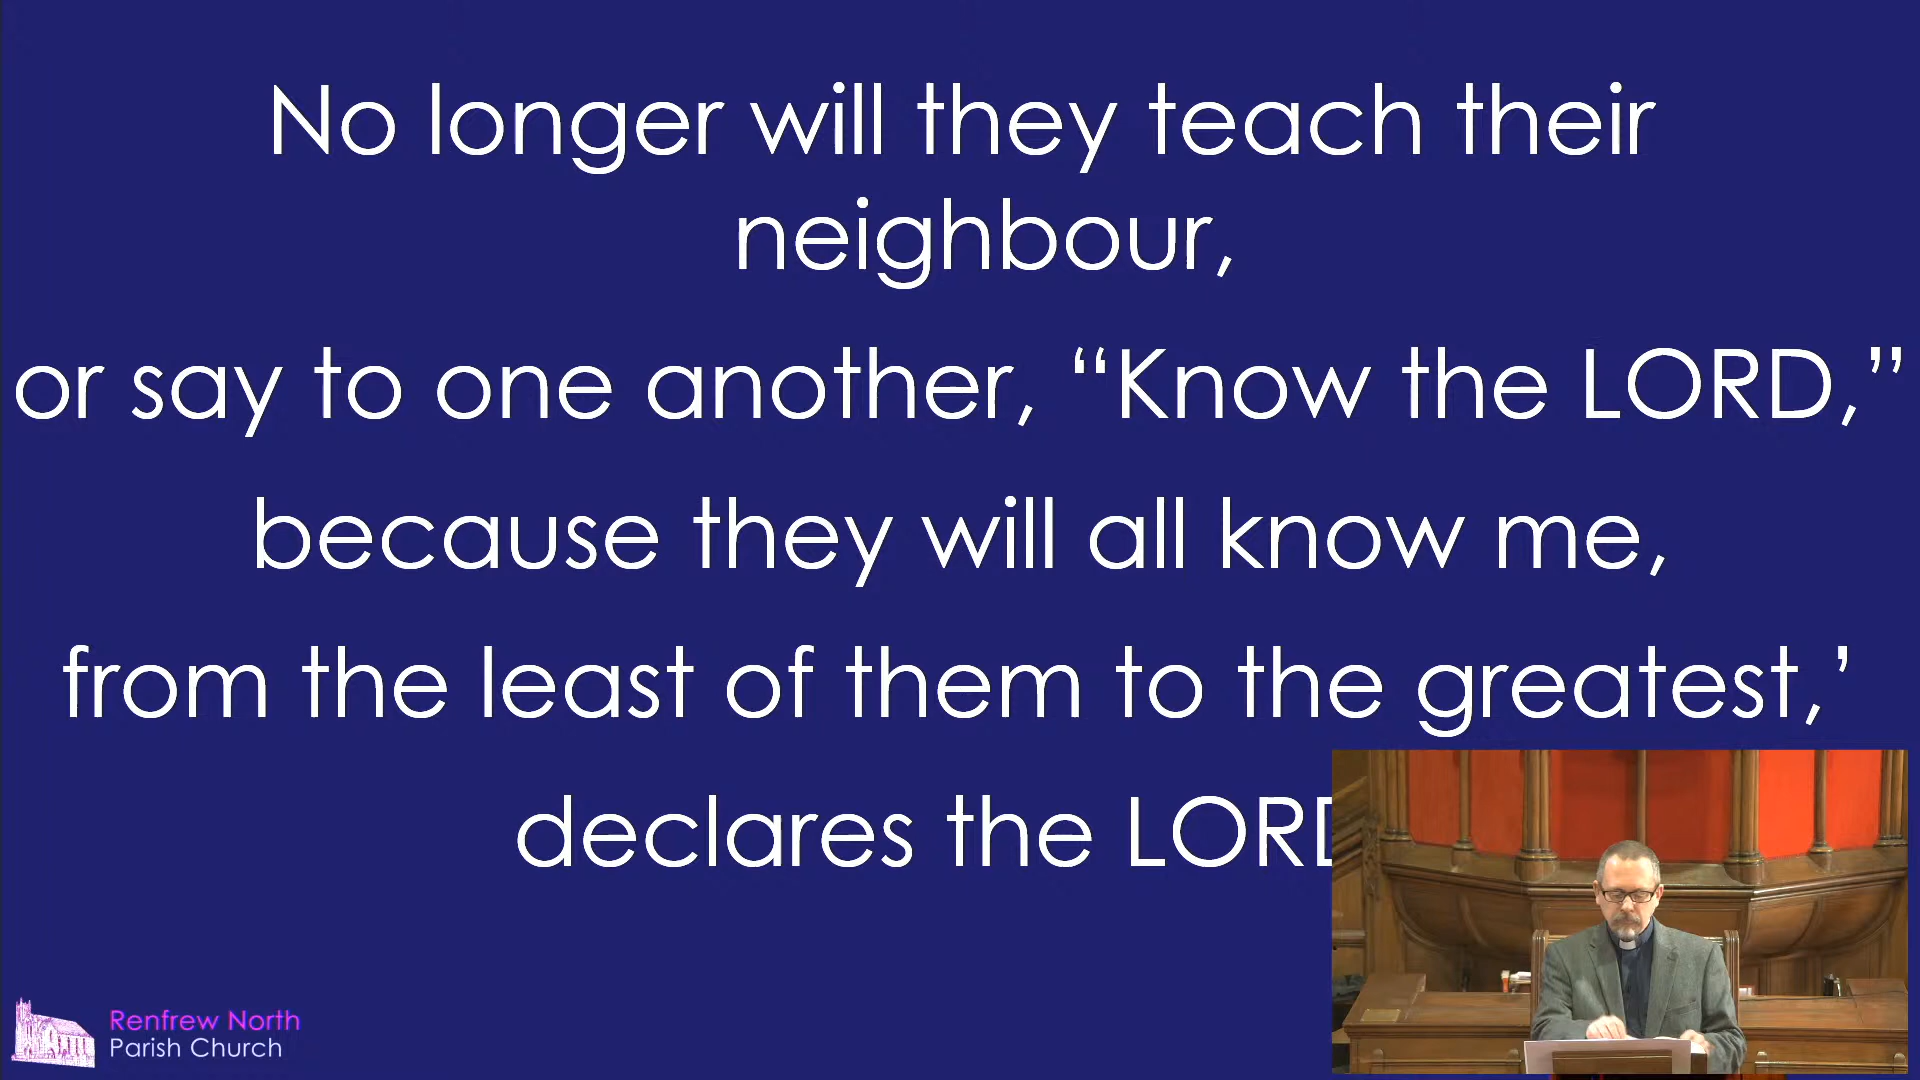 No longer will they teach their
neighbour,
or say to one another, “Know the LORD,”
because they will all know me,
from the least of them to the greatest,’
declares the LORD
Renfrew North
Parish Church